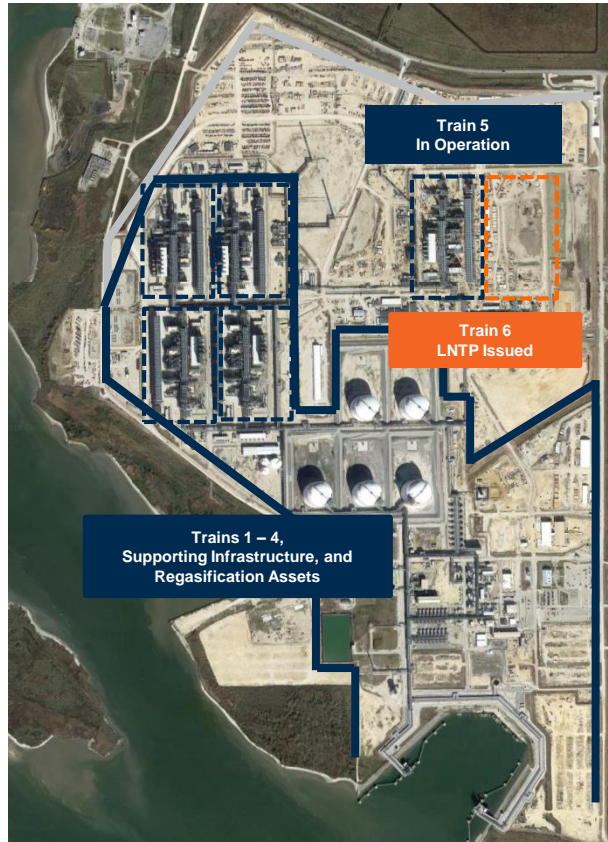 Train 5
In Operation
Train 6
LNTP Issued
Trains 1 – 4,
Supporting Infrastructure, and
Regasification Assets